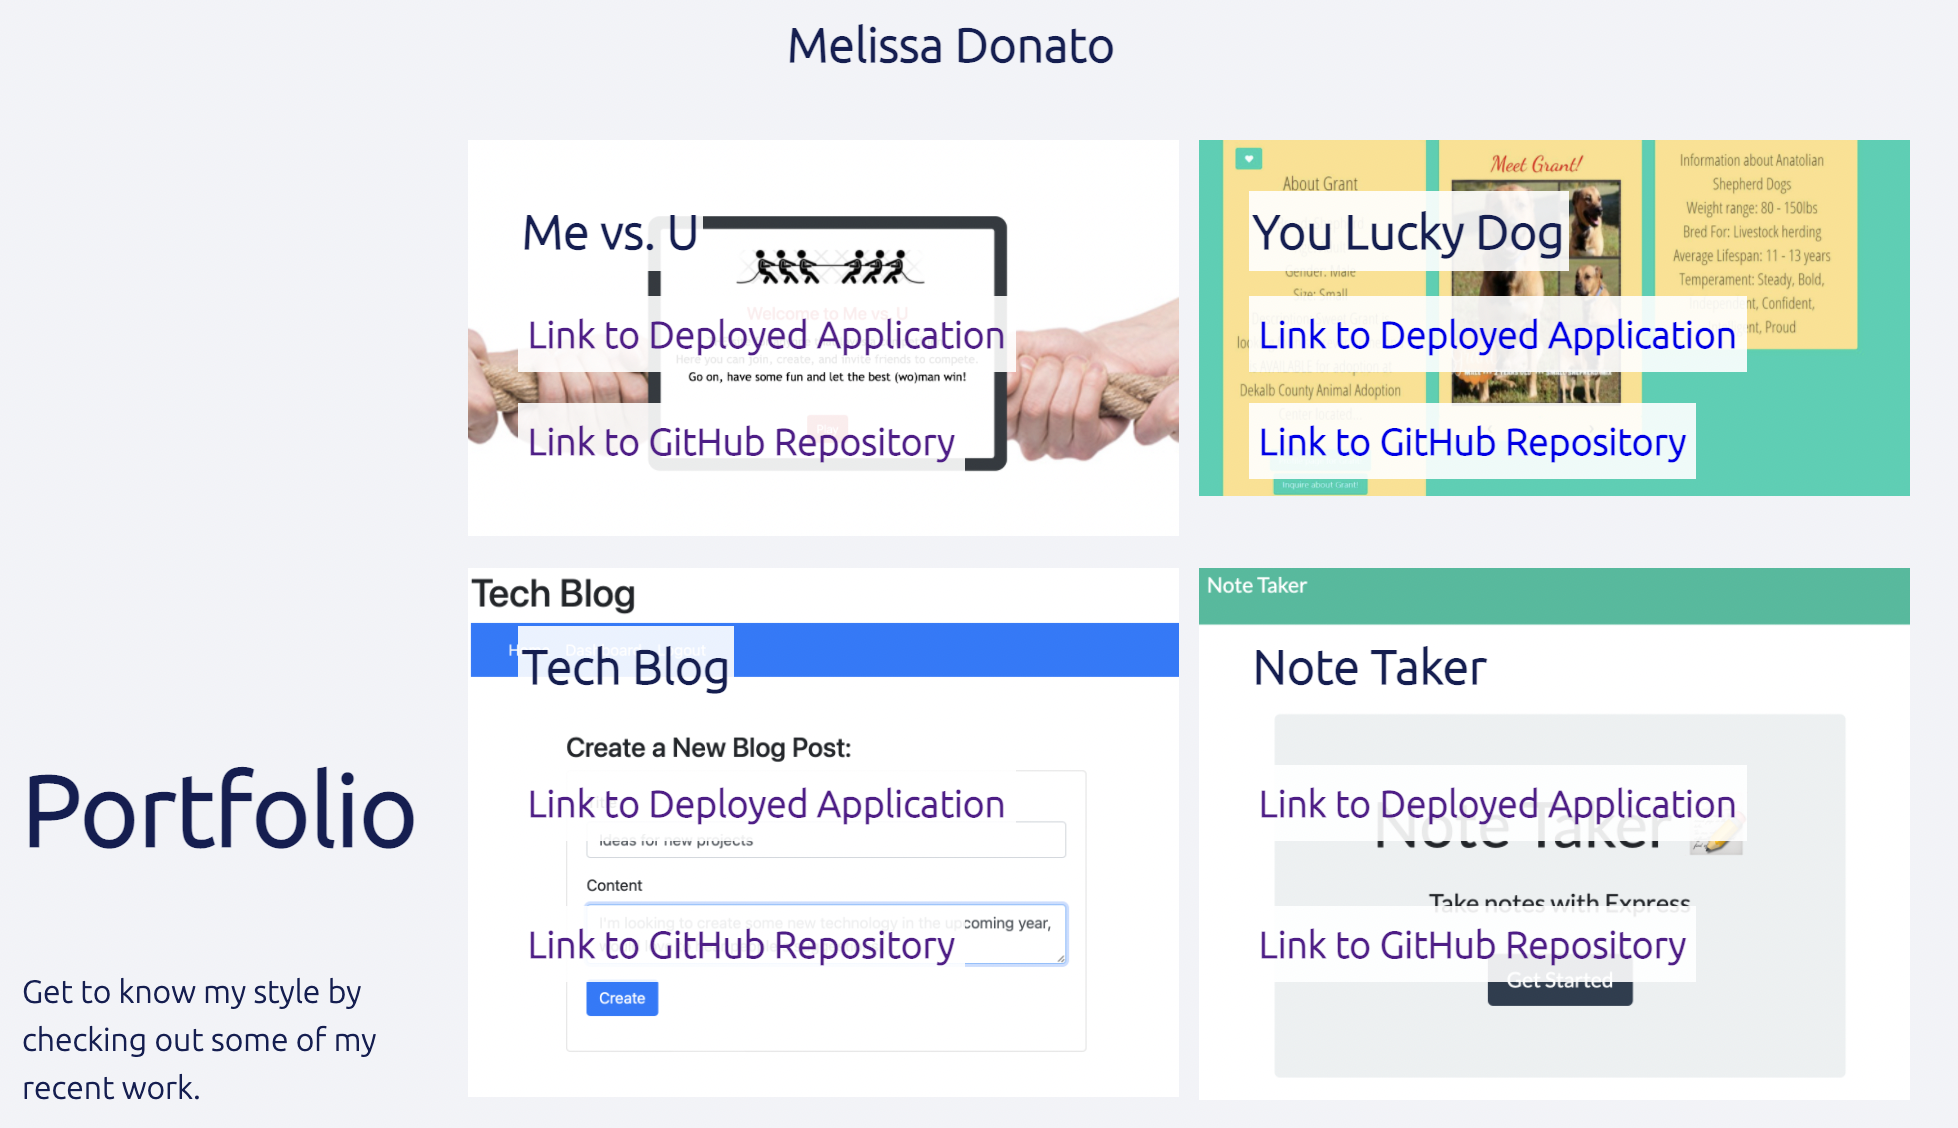 Melissa Donato
Me vs. U
Welcome to Me vs. U
Link to Deployed Application
Here you can join, create, and invite friends to compete.
Go on, have some fun and let the best (wo)man win!
Play
Link to GitHub Repository
About Grant
You Lucky Dog
Gender: Male
Size: Small
Link to Deployed Application
Dekalb County Animal Adoption
Center located...
Link to GitHub Repository
Inquire about Grant!
Meet Grant!
Information about Anatolian
Shepherd Dogs
Weight range: 80 - 150lbs
Bred For: Livestock herding
Average Lifespan: 11 - 13 years
Temperament: Steady, Bold,
Independent, Confident,
Proud
Tech Blog
Tech Blog
Create a New Blog Post:
Link to Deployed Application
Ideas for new projects
Content
I'm looking to create some new technology in the upcoming year,
Link to GitHub Repository
Create
Note Taker
Note Taker
Link to Deployed Application
Note Taker
Take notes with Express
Link to GitHub Repository
Get Started
Portfolio
Get to know my style by
checking out some of my
recent work.